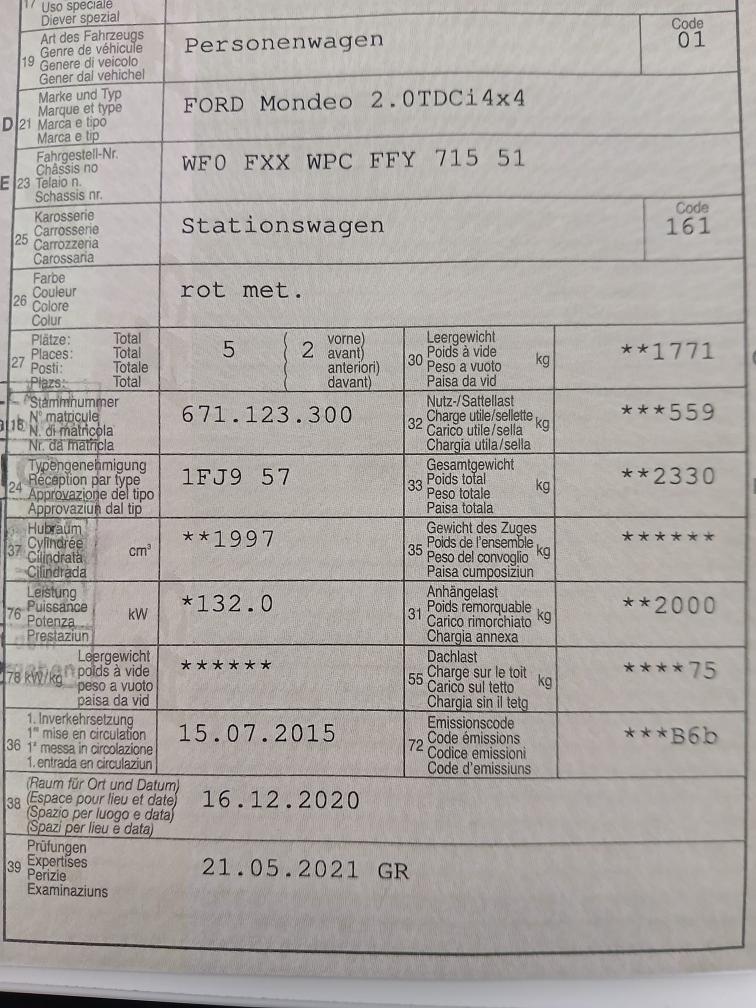 17 Uso speciale
Diever spezial
Art des Fahrzeugs
Genre de véhicule
19 Genere di veicolo
Gener dal vehichel
Personenwagen
Code
01
Marke und Typ
Marque et type
D 21 Marca e tipo
Marca e tip
FORD Mondeo 2.0TDCi4x4
Fahrgestell-Nr.
Châssis no
E 23 Telaio n.
Schassis nr.
WF0 FXX WPC FFY 715 51
Karosserie
Carrosserie
25 Carrozzeria
Carossaria
Stationswagen
Code
161
Farbe
Couleur
26 Colore
Colur
rot met.
Plätze: Total
Places: Total
27 Posti: Totale
Plazs: Total
5 ( 2 vorne)
avant)
anteriori)
davant)
Leergewicht
Poids à vide
30 Peso a vuoto kg
Paisa da vid
**1771
Stammnummer
N° matricule
18 N. di matricola
Nr. da matricla
671.123.300
Nutz-/Sattellast
Charge utile/sellette
32 Carico utile/sella kg
Chargia utila/sella
***559
Typengenehmigung
Réception par type
24 Approvazione del tipo
Approvaziun dal tip
1FJ9 57
Gesamtgewicht
Poids total
33 Peso totale kg
Paisa totala
**2330
Hubraum
Cylindrée
37 Cilindrata cm³
Cilindrada
**1997
Gewicht des Zuges
Poids de l'ensemble
35 Peso del convoglio kg
Paisa cumposiziun
******
Leistung
Puissance
76 Potenza kW
Prestaziun
*132.0
Anhängelast
Poids remorquable
31 Carico rimorchiato kg
Chargia annexa
**2000
Leergewicht
poids à vide
78 kW/kg peso a vuoto
paisa da vid
******
Dachlast
Charge sur le toit
55 Carico sul tetto kg
Chargia sin il tetg
****75
1. Inverkehrsetzung
1re mise en circulation
36 1a messa in circolazione
1. entrada en circulaziun
15.07.2015
Emissionscode
Code émissions
72 Codice emissioni
Code d'emissiuns
***B6b
(Raum für Ort und Datum)
38 (Espace pour lieu et date)
(Spazio per luogo e data)
(Spazi per lieu e data)
16.12.2020
Prüfungen
39 Expertises
Perizie
Examinaziuns
21.05.2021 GR